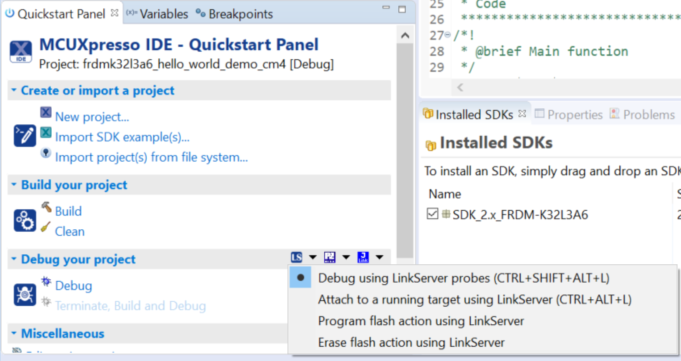 Quickstart Panel
(x)= Variables
Breakpoints
IDE
MCUXpresso IDE - Quickstart Panel
Project: frdmk32l3a6_hello_world_demo_cm4 [Debug]
Create or import a project
New project...
Import SDK example(s)...
Import project(s) from file system...
Build your project
Build
Clean
Debug your project
LS
Debug
Terminate, Build and Debug
Miscellaneous
25 * Code
26 ******************************
27 /*!
28 * @brief Main function
29 */
Installed SDKs
Properties
Problems
Installed SDKs
To install an SDK, simply drag and drop an SDK
Name
SDK_2.x_FRDM-K32L3A6
Debug using LinkServer probes (CTRL+SHIFT+ALT+L)
Attach to a running target using LinkServer (CTRL+ALT+L)
Program flash action using LinkServer
Erase flash action using LinkServer